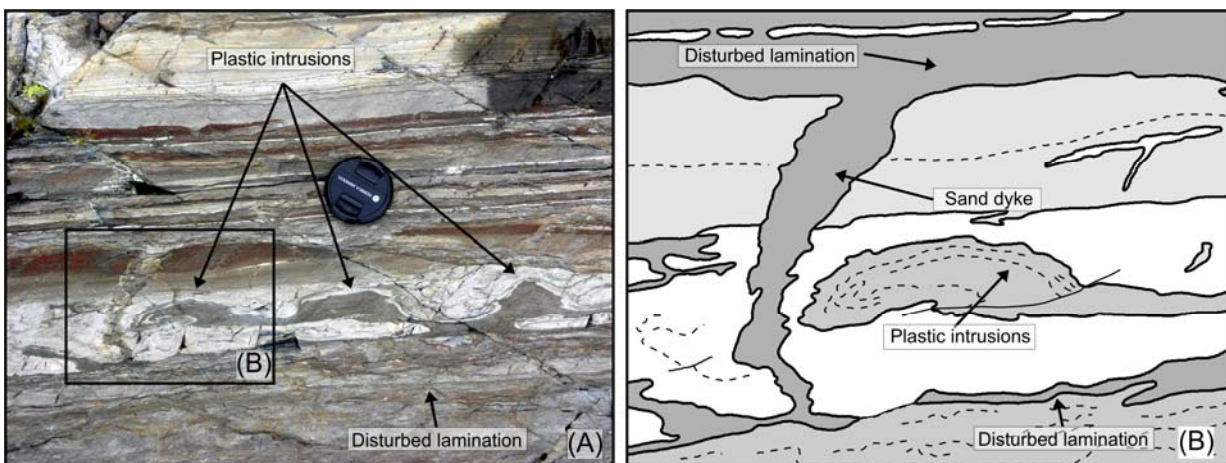 Plastic intrusions
(B)
Disturbed lamination
(A)
Disturbed lamination
Sand dyke
Plastic intrusions
Disturbed lamination
(B)